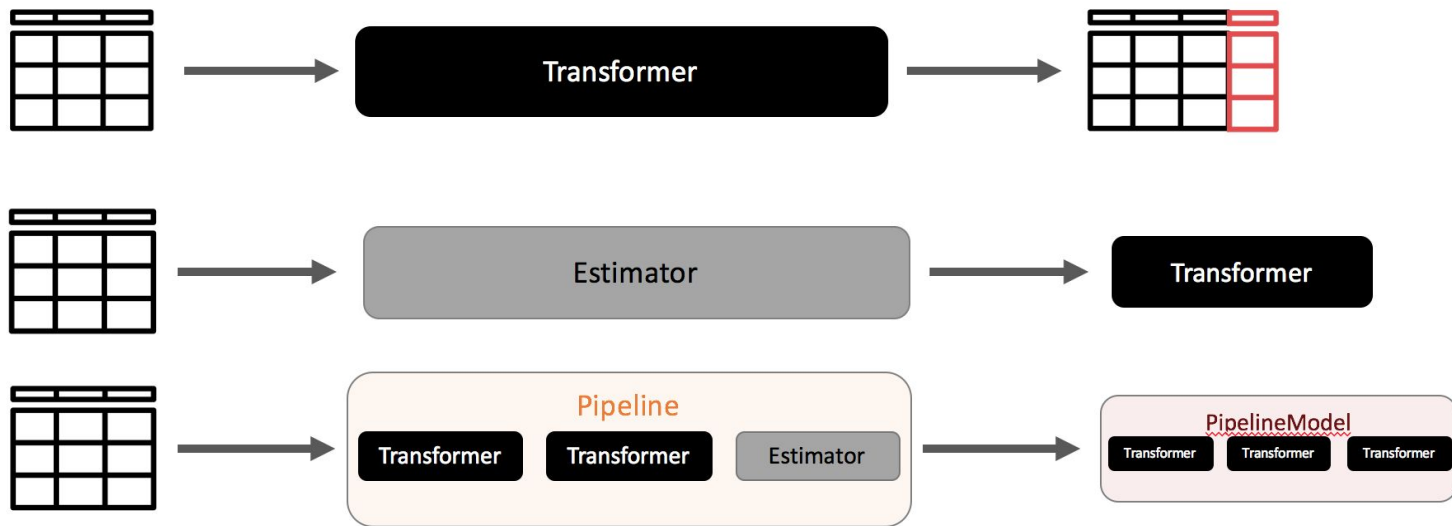 Transformer
Estimator
Transformer
Pipeline
Transformer
Transformer
Estimator
PipelineModel
Transformer
Transformer
Transformer